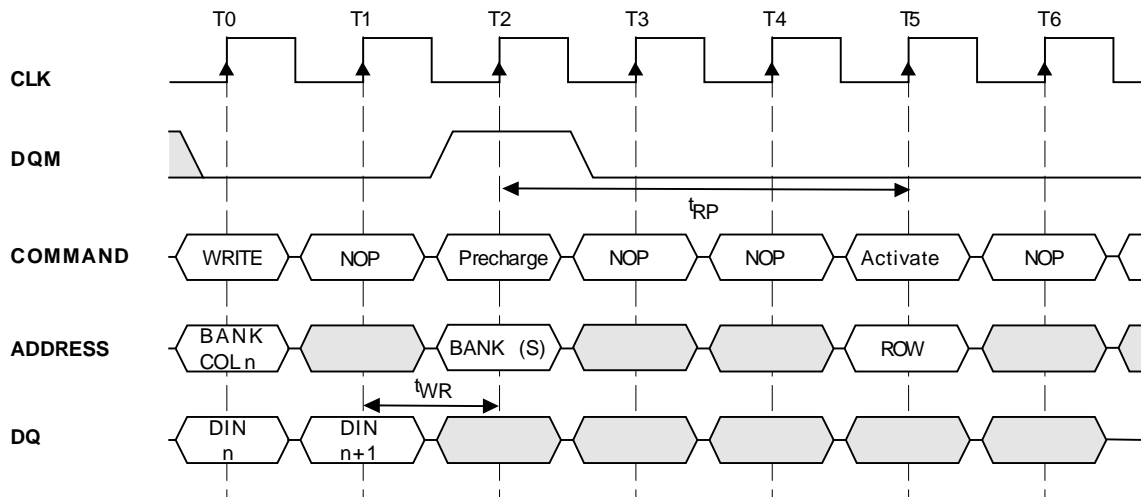 T0 T1 T2 T3 T4 T5 T6
CLK
DQM
tRP
COMMAND WRITE NOP Precharge NOP NOP Activate NOP
ADDRESS BANK COL n BANK (S) ROW
tWR
DQ DIN n DIN n+1